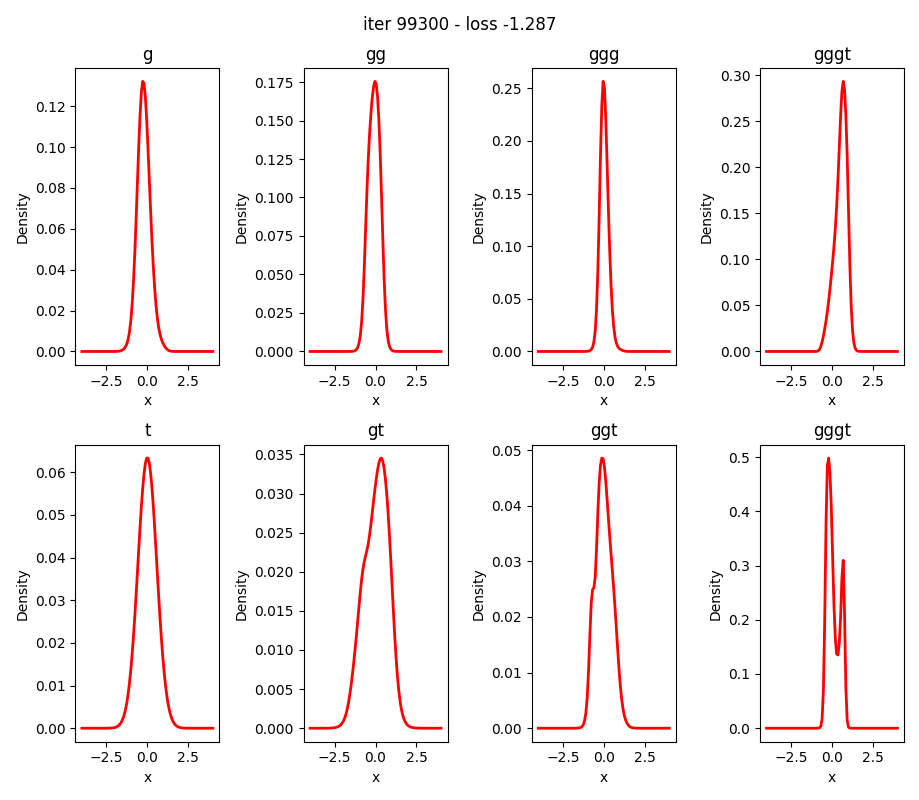 iter 99300 - loss -1.287
g
gg
ggg
gggt
0.12
0.10
0.08
0.06
0.04
0.02
0.00
Density
−2.5 0.0 2.5
x
0.175
0.150
0.125
0.100
0.075
0.050
0.025
0.000
Density
−2.5 0.0 2.5
x
0.25
0.20
0.15
0.10
0.05
0.00
Density
−2.5 0.0 2.5
x
0.30
0.25
0.20
0.15
0.10
0.05
0.00
Density
−2.5 0.0 2.5
x
t
gt
ggt
gggt
0.06
0.05
0.04
0.03
0.02
0.01
0.00
Density
−2.5 0.0 2.5
x
0.035
0.030
0.025
0.020
0.015
0.010
0.005
0.000
Density
−2.5 0.0 2.5
x
0.05
0.04
0.03
0.02
0.01
0.00
Density
−2.5 0.0 2.5
x
0.5
0.4
0.3
0.2
0.1
0.0
Density
−2.5 0.0 2.5
x